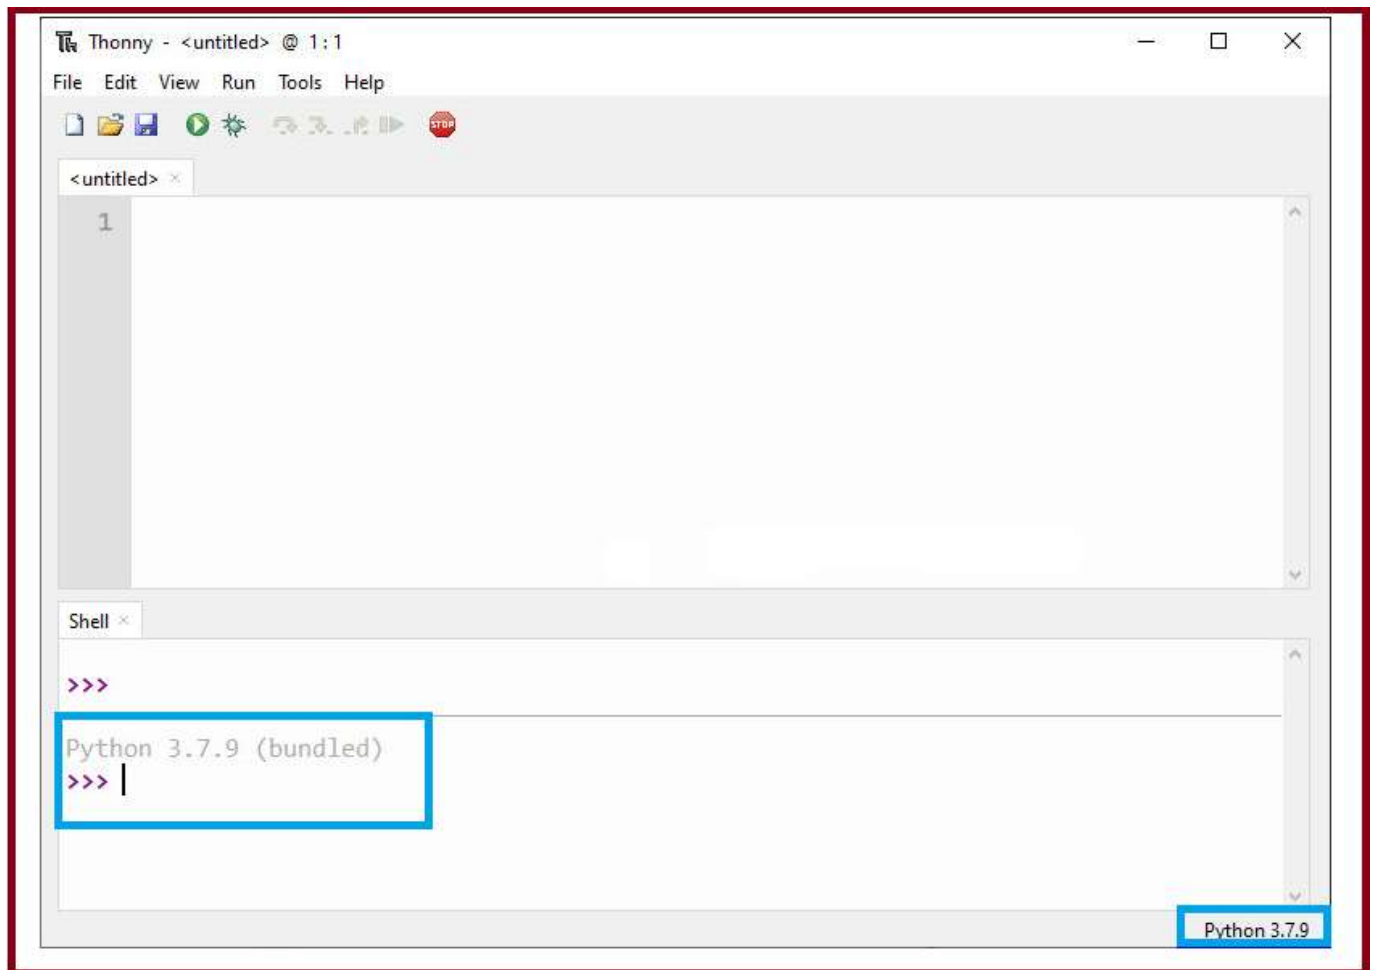 Thonny - <untitled> @ 1:1
File Edit View Run Tools Help
STOP
<untitled> ×
1
Shell ×
>>>
Python 3.7.9 (bundled)
>>>
Python 3.7.9